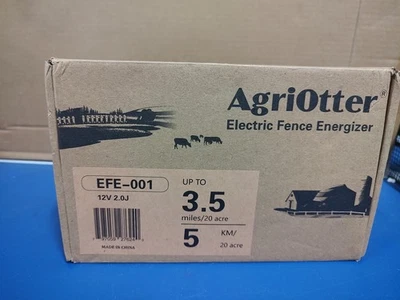 AgriOtter
Electric Fence Energizer
EFE-001
12V 2.0J
UP TO
3.5
miles/20 acre
5 KM/
20 acre
MADE IN CHINA